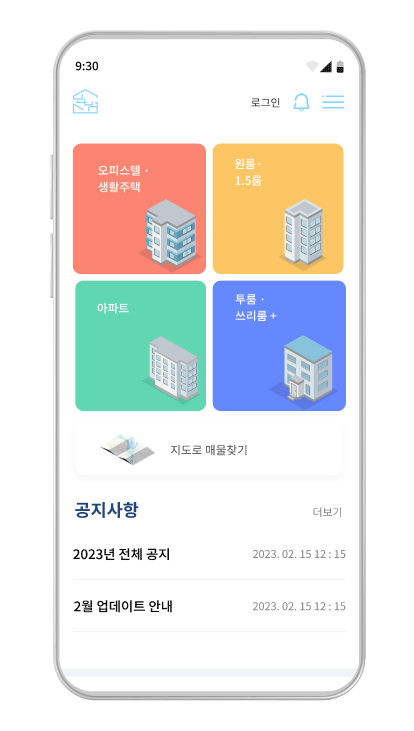 9:30
로그인
오피스텔 ·
생활주택
원룸 ·
1.5룸
아파트
투룸 ·
쓰리룸 +
지도로 매물찾기
공지사항
더보기
2023년 전체 공지
2023. 02. 15 12 : 15
2월 업데이트 안내
2023. 02. 15 12 : 15